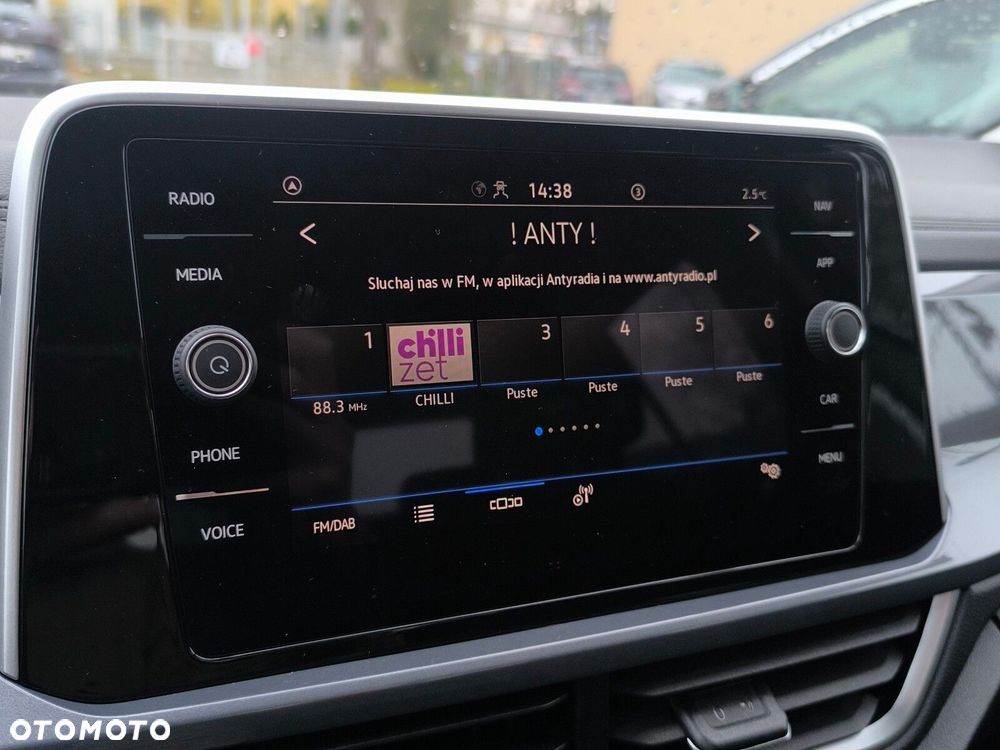 RADIO
MEDIA
PHONE
VOICE
14:38
3
2.5°C
< ! ANTY ! >
Sluchaj nas w FM, w aplikacji Antyradia i na www.antyradio.pl
1
chilli
zet
3
4
5
6
88.3 MHz
CHILLI
Puste
Puste
Puste
Puste
FM/DAB
NAV
APP
CAR
MENU
OTOMOTO